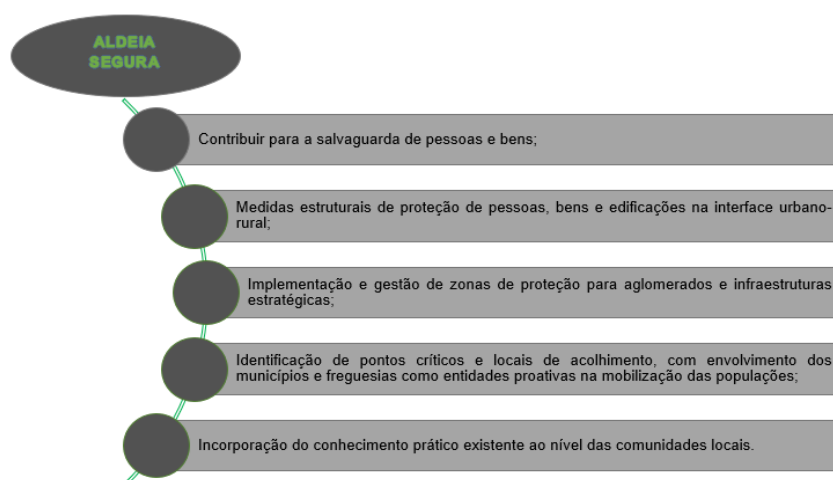 ALDEIA
SEGURA
Contribuir para a salvaguarda de pessoas e bens;
Medidas estruturais de proteção de pessoas, bens e edificações na interface urbano-
rural;
Implementação e gestão de zonas de proteção para aglomerados e infraestruturas
estratégicas;
Identificação de pontos críticos e locais de acolhimento, com envolvimento dos
municípios e freguesias como entidades proativas na mobilização das populações;
Incorporação do conhecimento prático existente ao nível das comunidades locais.